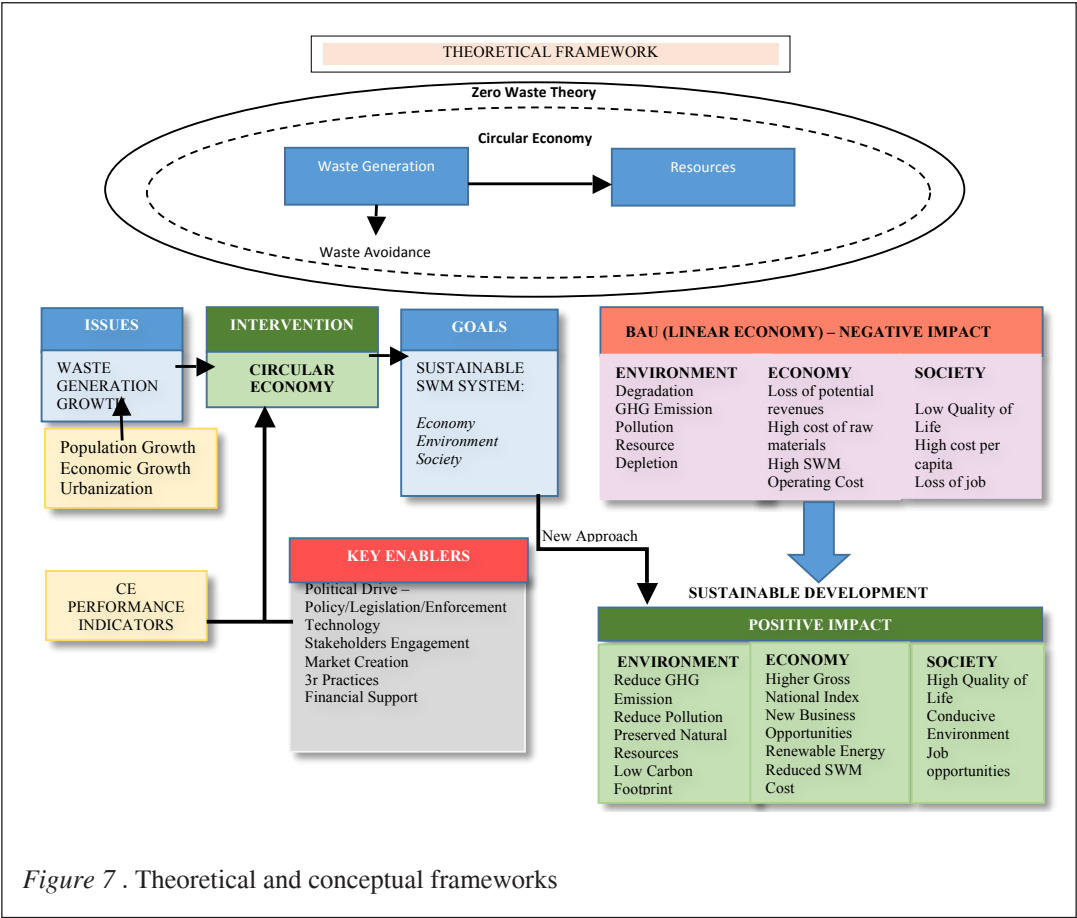 THEORETICAL FRAMEWORK
Zero Waste Theory
Circular Economy
Waste Generation
Resources
Waste Avoidance
ISSUES
WASTE
GENERATION
GROWTH
Population Growth
Economic Growth
Urbanization
INTERVENTION
CIRCULAR
ECONOMY
GOALS
SUSTAINABLE
SWM SYSTEM:
Economy
Environment
Society
BAU (LINEAR ECONOMY) – NEGATIVE IMPACT
ENVIRONMENT
Degradation
GHG Emission
Pollution
Resource
Depletion
ECONOMY
Loss of potential
revenues
High cost of raw
materials
High SWM
Operating Cost
SOCIETY
Low Quality of
Life
High cost per
capita
Loss of job
New Approach
CE
PERFORMANCE
INDICATORS
KEY ENABLERS
Political Drive –
Policy/Legislation/Enforcement
Technology
Stakeholders Engagement
Market Creation
3r Practices
Financial Support
SUSTAINABLE DEVELOPMENT
POSITIVE IMPACT
ENVIRONMENT
Reduce GHG
Emission
Reduce Pollution
Preserved Natural
Resources
Low Carbon
Footprint
ECONOMY
Higher Gross
National Index
New Business
Opportunities
Renewable Energy
Reduced SWM
Cost
SOCIETY
High Quality of
Life
Conducive
Environment
Job
opportunities
Figure 7 . Theoretical and conceptual frameworks